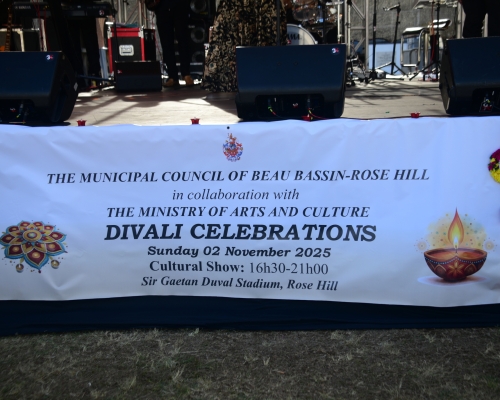 THE MUNICIPAL COUNCIL OF BEAU BASSIN-ROSE HILL
in collaboration with
THE MINISTRY OF ARTS AND CULTURE
DIVALI CELEBRATIONS
Sunday 02 November 2025
Cultural Show: 16h30-21h00
Sir Gaetan Duval Stadium, Rose Hill